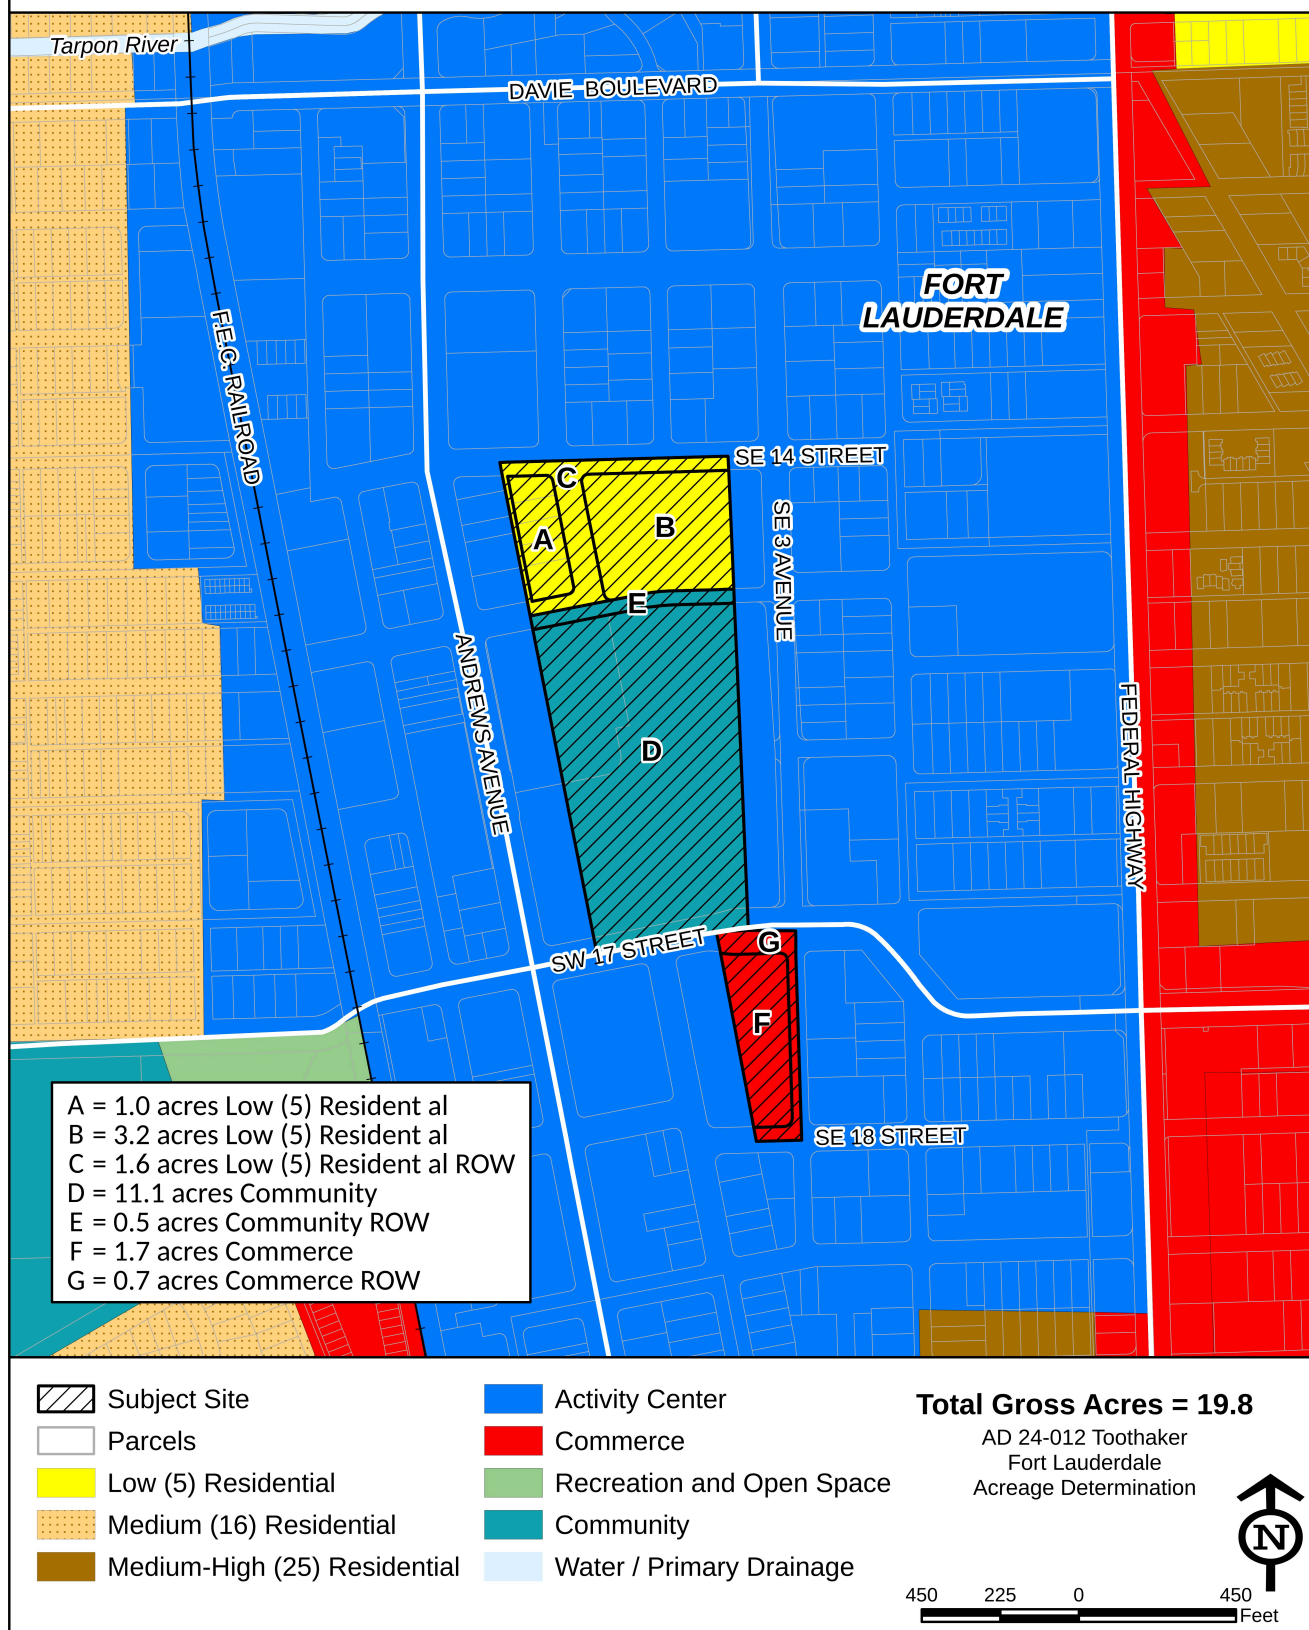 Tarpon River
DAVIE BOULEVARD
FORT
LAUDERDALE
F.E.C. RAILROAD
SE 14 STREET
C
B
A
SE 3 AVENUE
E
ANDREWS AVENUE
D
FEDERAL HIGHWAY
SW 17 STREET
G
F
SE 18 STREET
A = 1.0 acres Low (5) Resident al
B = 3.2 acres Low (5) Resident al
C = 1.6 acres Low (5) Resident al ROW
D = 11.1 acres Community
E = 0.5 acres Community ROW
F = 1.7 acres Commerce
G = 0.7 acres Commerce ROW
Subject Site
Parcels
Low (5) Residential
Medium (16) Residential
Medium-High (25) Residential
Activity Center
Commerce
Recreation and Open Space
Community
Water / Primary Drainage
Total Gross Acres = 19.8
AD 24-012 Toothaker
Fort Lauderdale
Acreage Determination
N
450 225 0 450
Feet